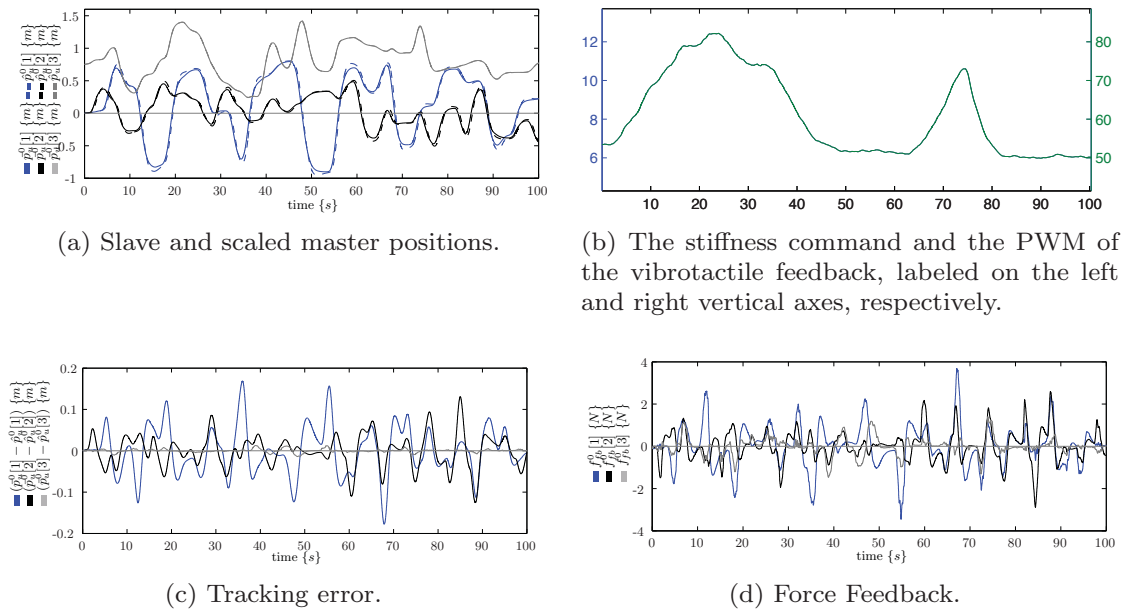 1.5
1
0.5
0
-0.5
-1
0 10 20 30 40 50 60 70 80 90 100
time {s}
(a) Slave and scaled master positions.
12
10
8
6
80
70
60
50
10 20 30 40 50 60 70 80 90 100
(b) The stiffness command and the PWM of
the vibrotactile feedback, labeled on the left
and right vertical axes, respectively.
0.2
0.1
0
-0.1
-0.2
0 10 20 30 40 50 60 70 80 90 100
time {s}
(c) Tracking error.
4
2
0
-2
-4
0 10 20 30 40 50 60 70 80 90 100
time {s}
(d) Force Feedback.